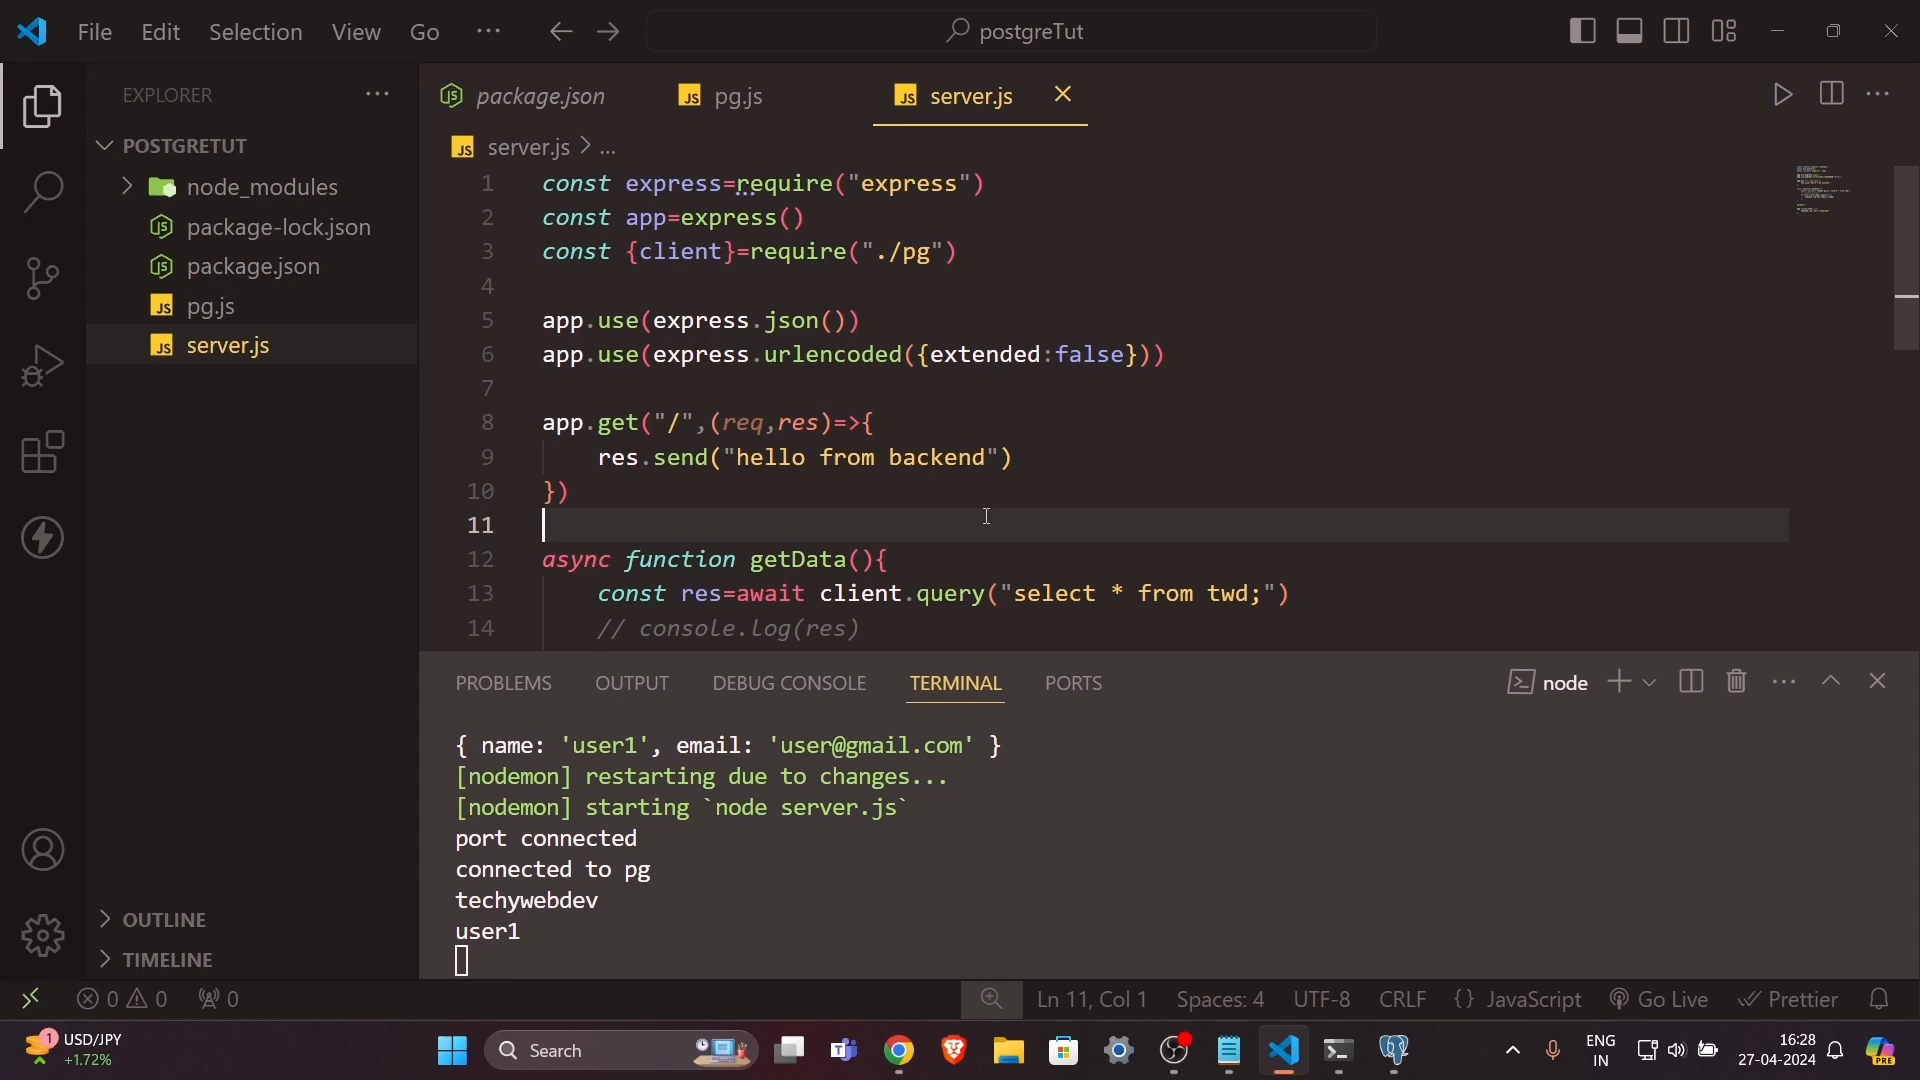 File Edit Selection View Go ··· postgreTut
EXPLORER ···
POSTGRETUT
node_modules
package-lock.json
package.json
JS pg.js
JS server.js
OUTLINE
TIMELINE
package.json JS pg.js JS server.js
JS server.js > ...
1 const express=require("express")
2 const app=express()
3 const {client}=require("./pg")
4
5 app.use(express.json())
6 app.use(express.urlencoded({extended:false}))
7
8 app.get("/",(req,res)=>{
9 res.send("hello from backend")
10 })
11
12 async function getData(){
13 const res=await client.query("select * from twd;")
14 // console.log(res)
PROBLEMS OUTPUT DEBUG CONSOLE TERMINAL PORTS node
{ name: 'user1', email: 'user@gmail.com' }
[nodemon] restarting due to changes...
[nodemon] starting `node server.js`
port connected
connected to pg
techywebdev
user1
0 0 0 Ln 11, Col 1 Spaces: 4 UTF-8 CRLF {} JavaScript Go Live Prettier
1 USD/JPY
+1.72%
Search
ENG
IN
16:28
27-04-2024
PRE